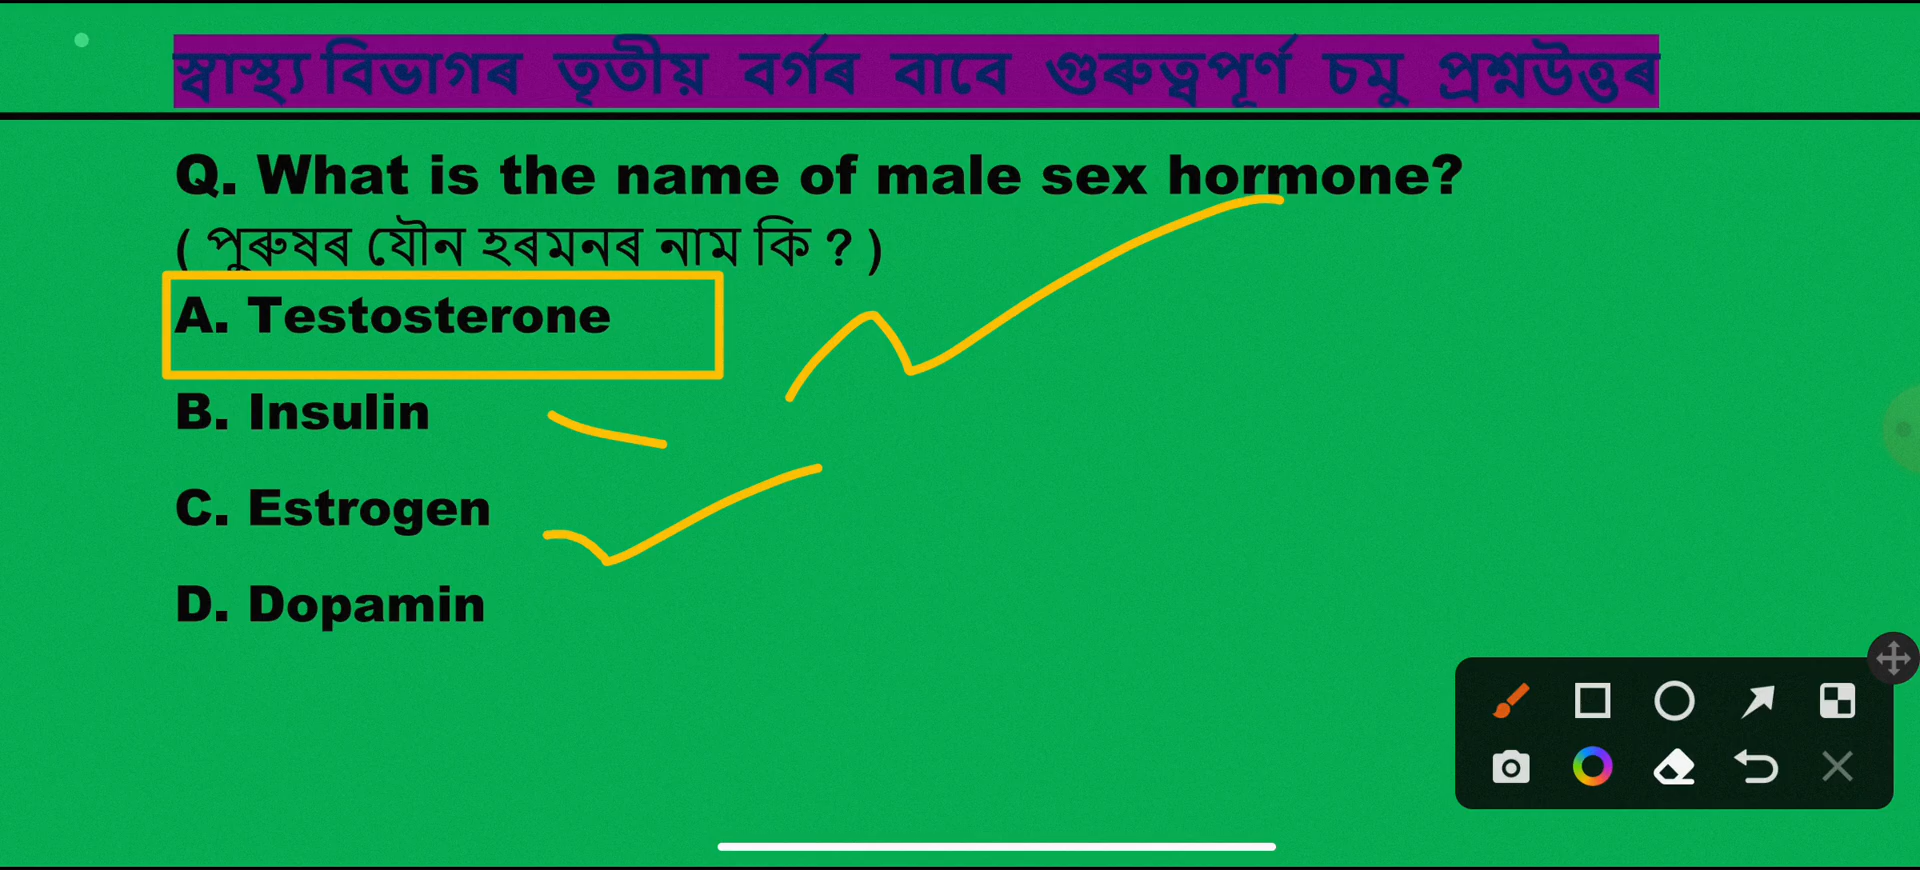 স্বাস্থ্য বিভাগৰ তৃতীয় বৰ্গৰ বাবে গুৰুত্বপূৰ্ণ চমু প্ৰশ্নউত্তৰ
Q. What is the name of male sex hormone?
( পুৰুষৰ যৌন হৰমনৰ নাম কি ? )
A. Testosterone
B. Insulin
C. Estrogen
D. Dopamin